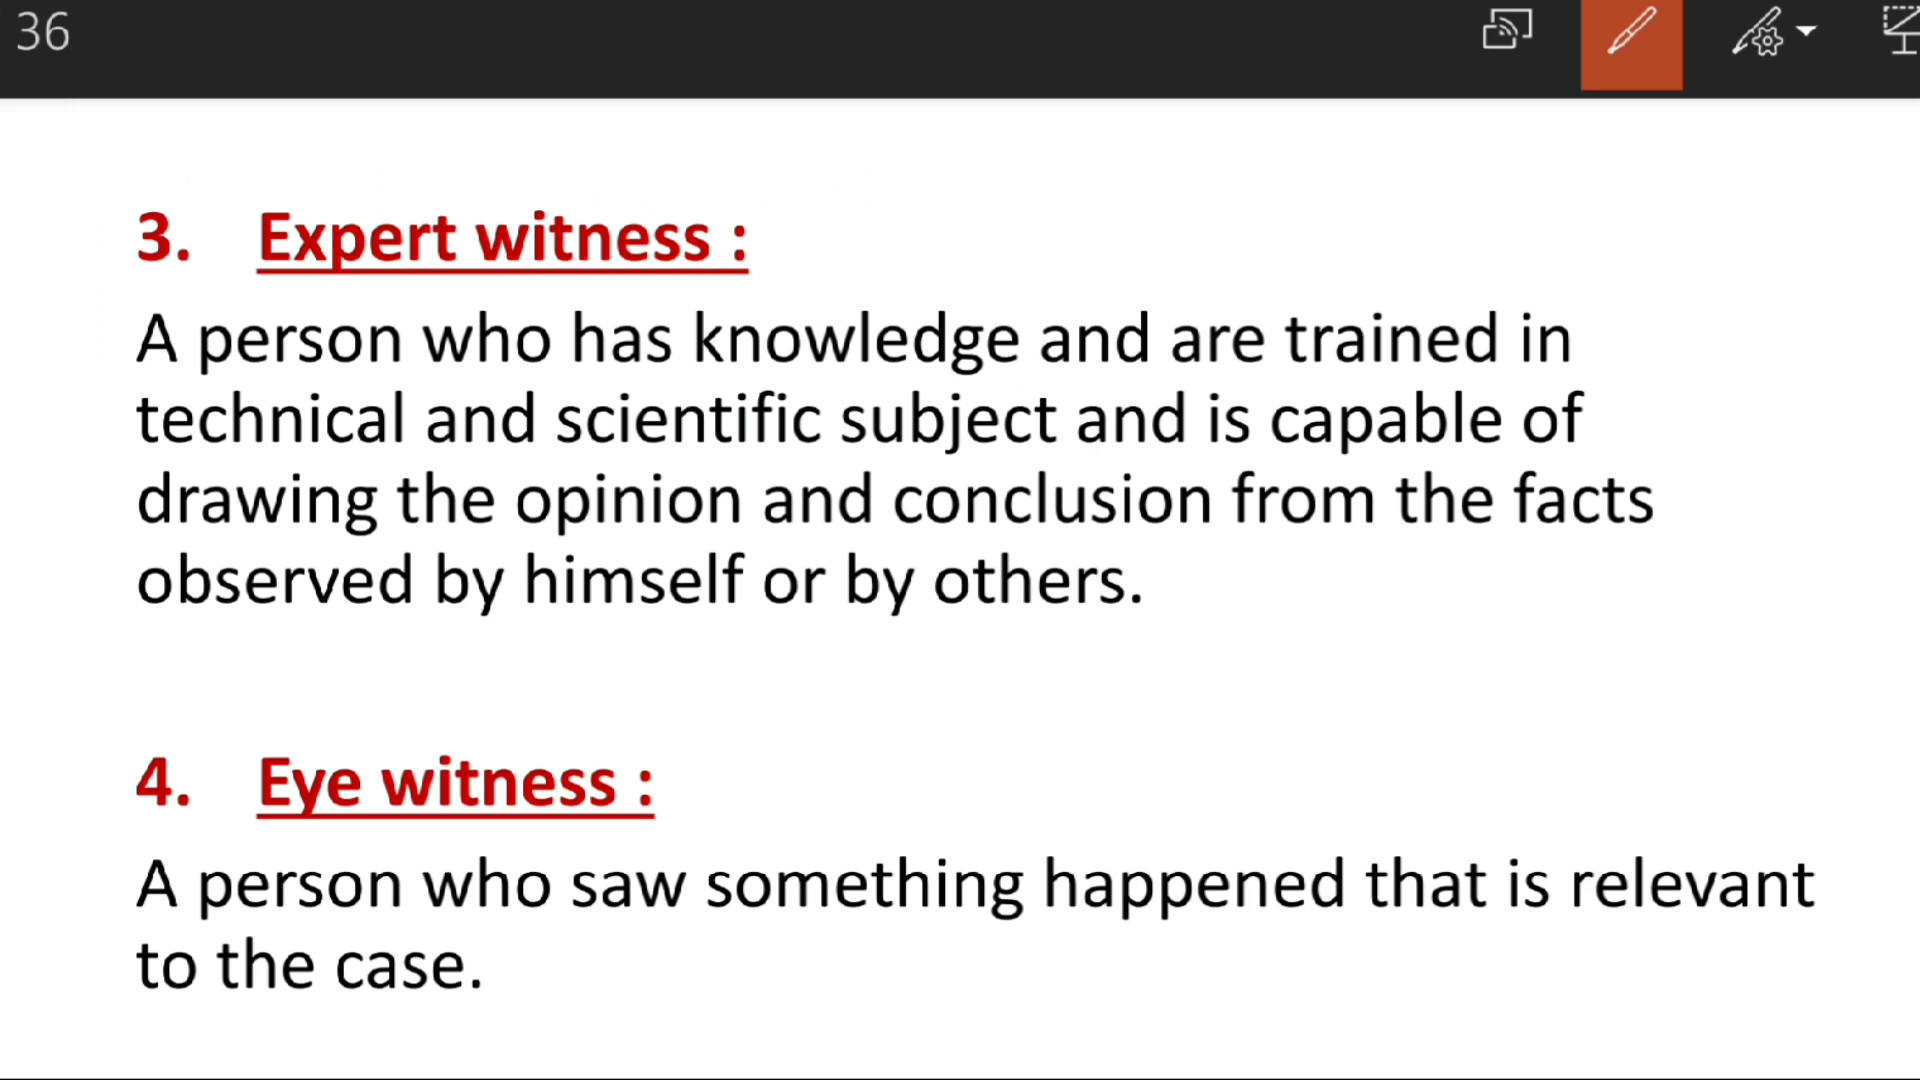 36
3. Expert witness :
A person who has knowledge and are trained in
technical and scientific subject and is capable of
drawing the opinion and conclusion from the facts
observed by himself or by others.
4. Eye witness :
A person who saw something happened that is relevant
to the case.